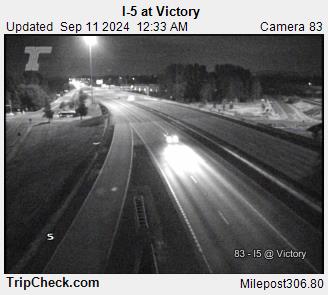 I-5 at Victory
Updated Sep 11 2024 12:33 AM Camera 83
T
S
83 - I5 @ Victory
TripCheck.com Milepost306.80